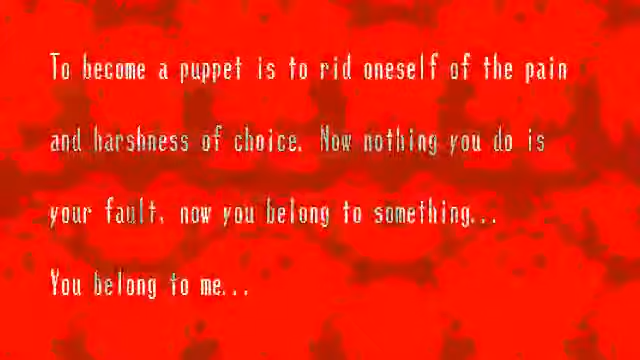 To become a puppet is to rid oneself of the pain
and harshness of choice. Now nothing you do is
your fault, now you belong to something...
You belong to me...